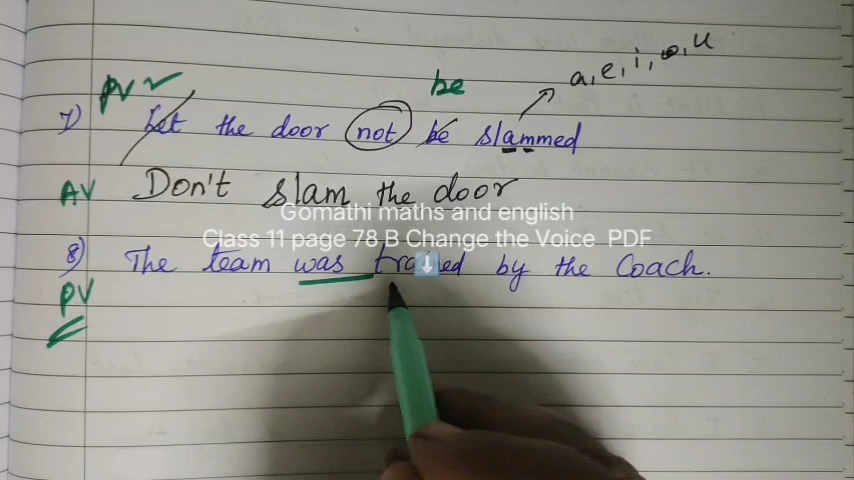 a, e, i, o, u
PV be
7) Let the door not be slammed
AV Don't slam the door
Gomathi maths and english
Class 11 page 78 B Change the Voice PDF
8) The team was trained by the Coach.
PV